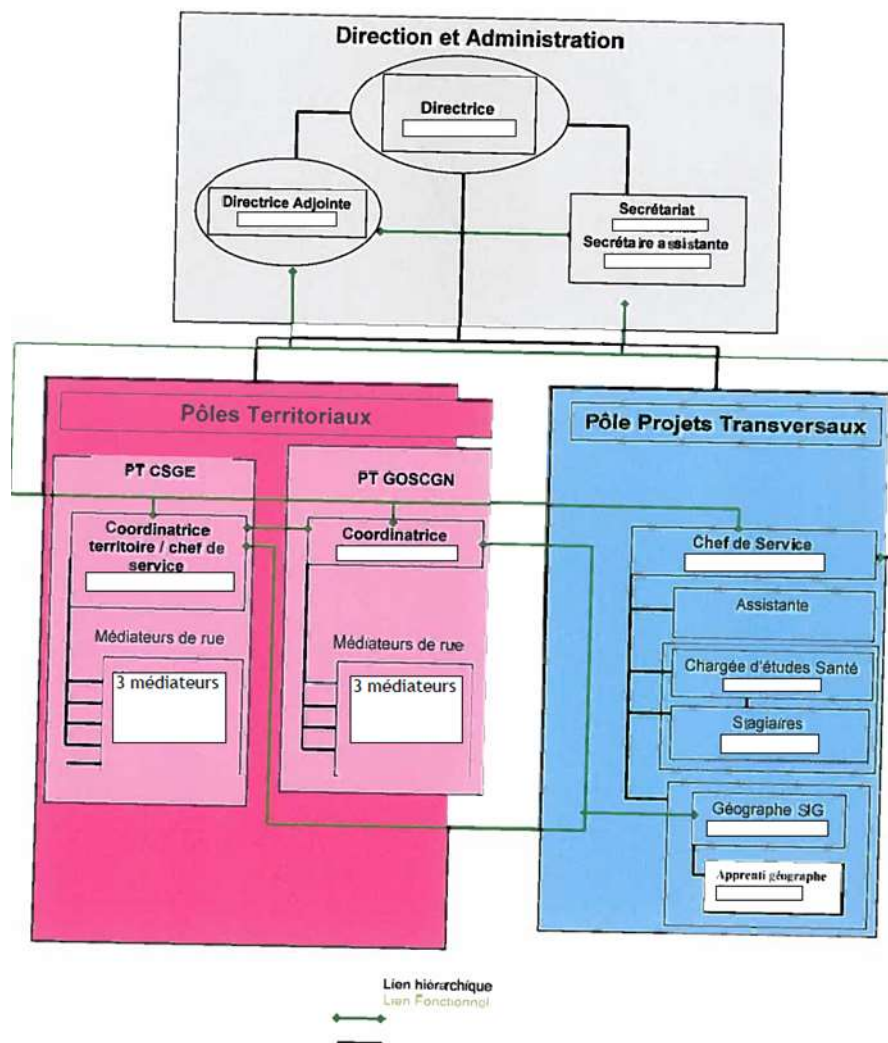 Direction et Administration
Directrice
Directrice Adjointe
Secrétariat
Secrétaire assistante
Pôles Territoriaux
PT CSGE
Coordinatrice
territoire / chef de
service
Médiateurs de rue
3 médiateurs
PT GOSCGN
Coordinatrice
Médiateurs de rue
3 médiateurs
Pôle Projets Transversaux
Chef de Service
Assistante
Chargée d'études Santé
Stagiaires
Géographe SIG
Apprenti géographe
Lien hiérarchique
Lien Fonctionnel